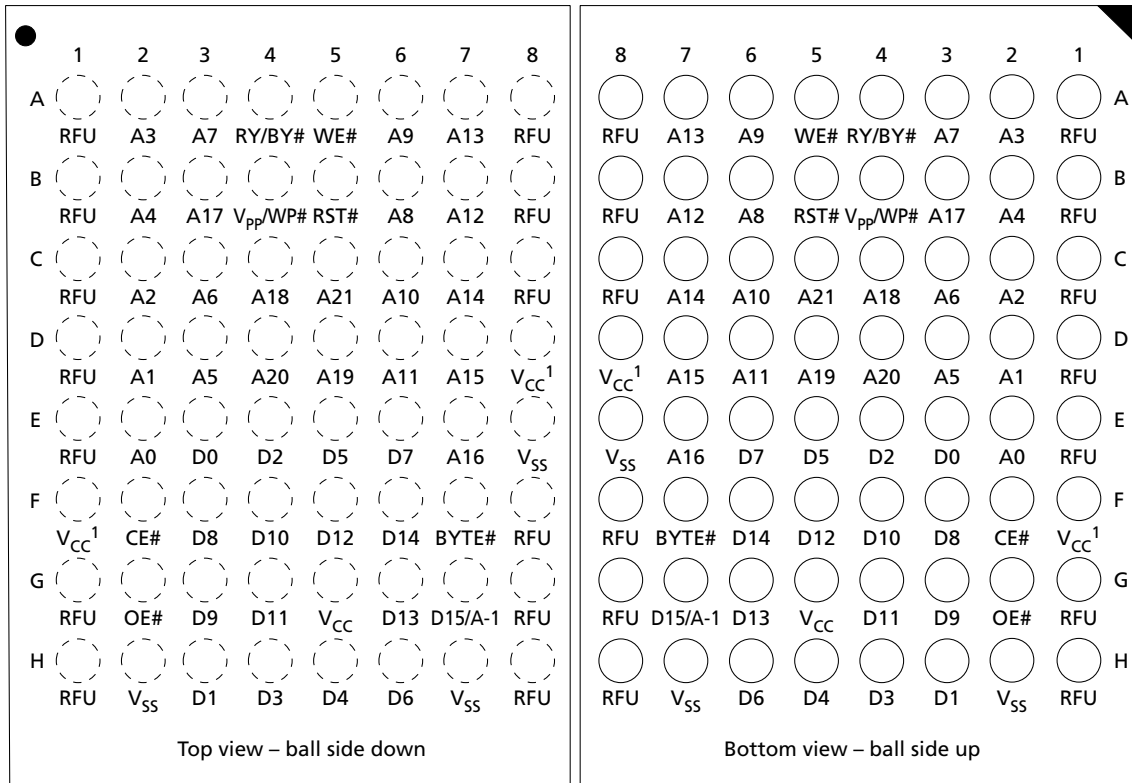 1 2 3 4 5 6 7 8
A
RFU A3 A7 RY/BY# WE# A9 A13 RFU
B
RFU A4 A17 VPP/WP# RST# A8 A12 RFU
C
RFU A2 A6 A18 A21 A10 A14 RFU
D
RFU A1 A5 A20 A19 A11 A15 VCC1
E
RFU A0 D0 D2 D5 D7 A16 VSS
F
VCC1 CE# D8 D10 D12 D14 BYTE# RFU
G
RFU OE# D9 D11 VCC D13 D15/A-1 RFU
H
RFU VSS D1 D3 D4 D6 VSS RFU
Top view – ball side down
8 7 6 5 4 3 2 1
A
RFU A13 A9 WE# RY/BY# A7 A3 RFU
B
RFU A12 A8 RST# VPP/WP# A17 A4 RFU
C
RFU A14 A10 A21 A18 A6 A2 RFU
D
VCC1 A15 A11 A19 A20 A5 A1 RFU
E
VSS A16 D7 D5 D2 D0 A0 RFU
F
RFU BYTE# D14 D12 D10 D8 CE# VCC1
G
RFU D15/A-1 D13 VCC D11 D9 OE# RFU
H
RFU VSS D6 D4 D3 D1 VSS RFU
Bottom view – ball side up